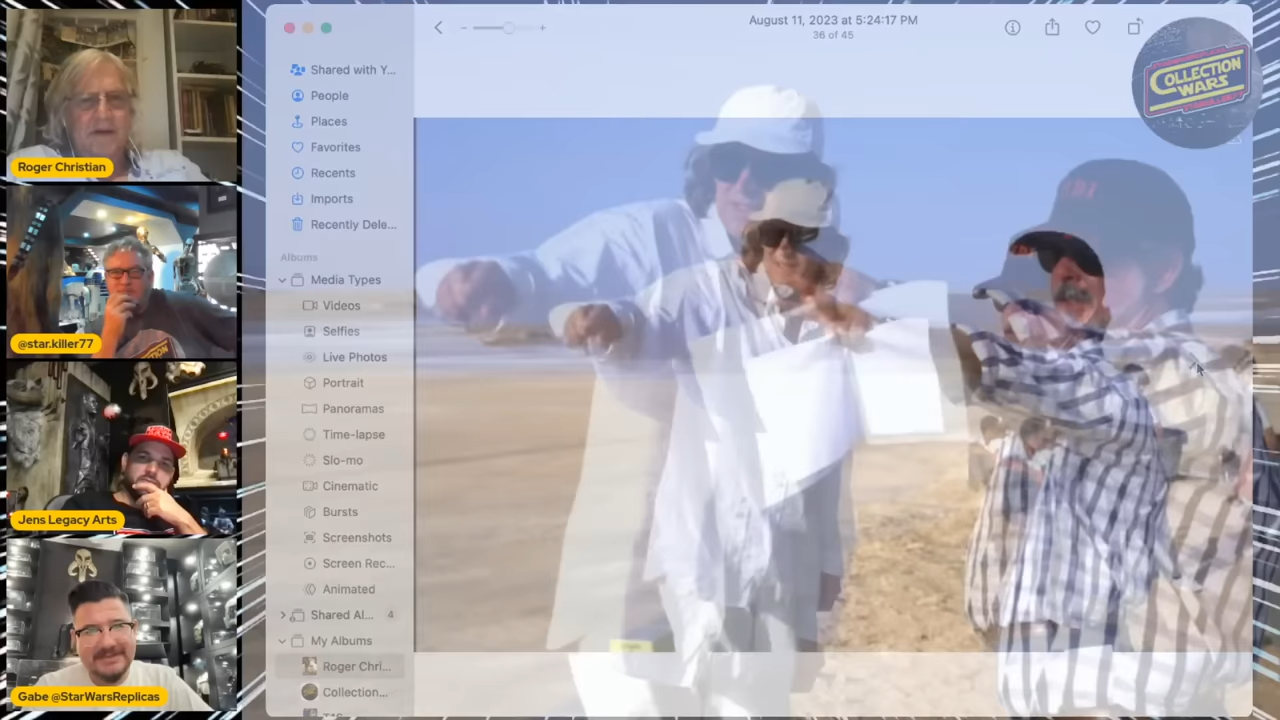 Roger Christian
@star.killer77
Jens Legacy Arts
Gabe @StarWarsReplicas
August 11, 2023 at 5:24:17 PM
36 of 45
Shared with Y...
People
Places
Favorites
Recents
Imports
Recently Dele...
Albums
Media Types
Videos
Selfies
Live Photos
Portrait
Panoramas
Time-lapse
Slo-mo
Cinematic
Bursts
Screenshots
Screen Rec...
Animated
Shared Al... 4
My Albums
Roger Chri...
Collection...
COLLECTION
WARS